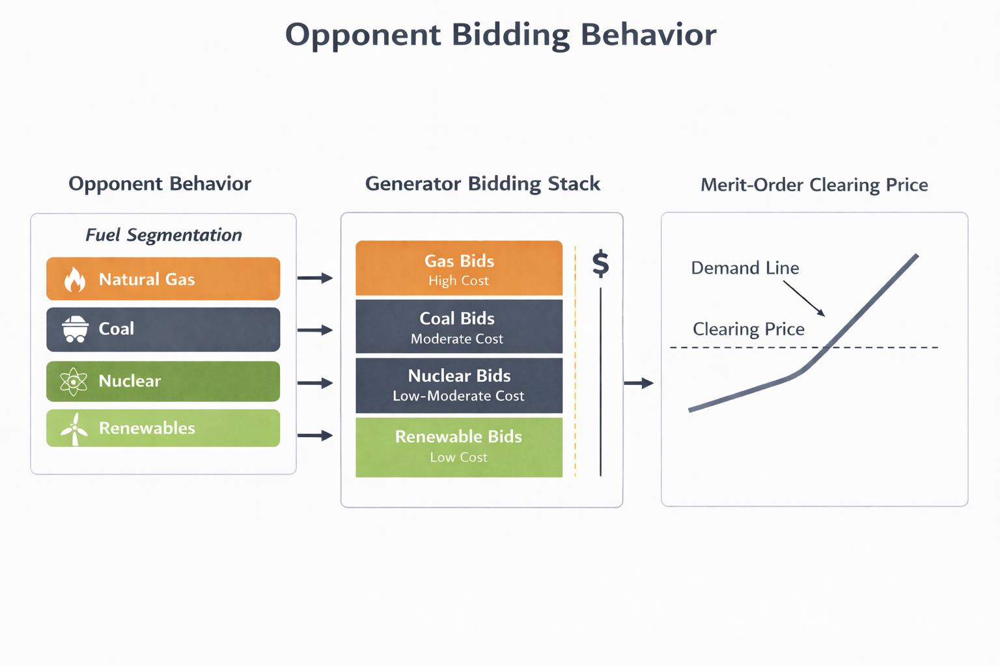 Opponent Bidding Behavior
Opponent Behavior
Fuel Segmentation
Natural Gas
Coal
Nuclear
Renewables
Generator Bidding Stack
Gas Bids
High Cost
Coal Bids
Moderate Cost
Nuclear Bids
Low-Moderate Cost
Renewable Bids
Low Cost
$
Merit-Order Clearing Price
Demand Line
Clearing Price